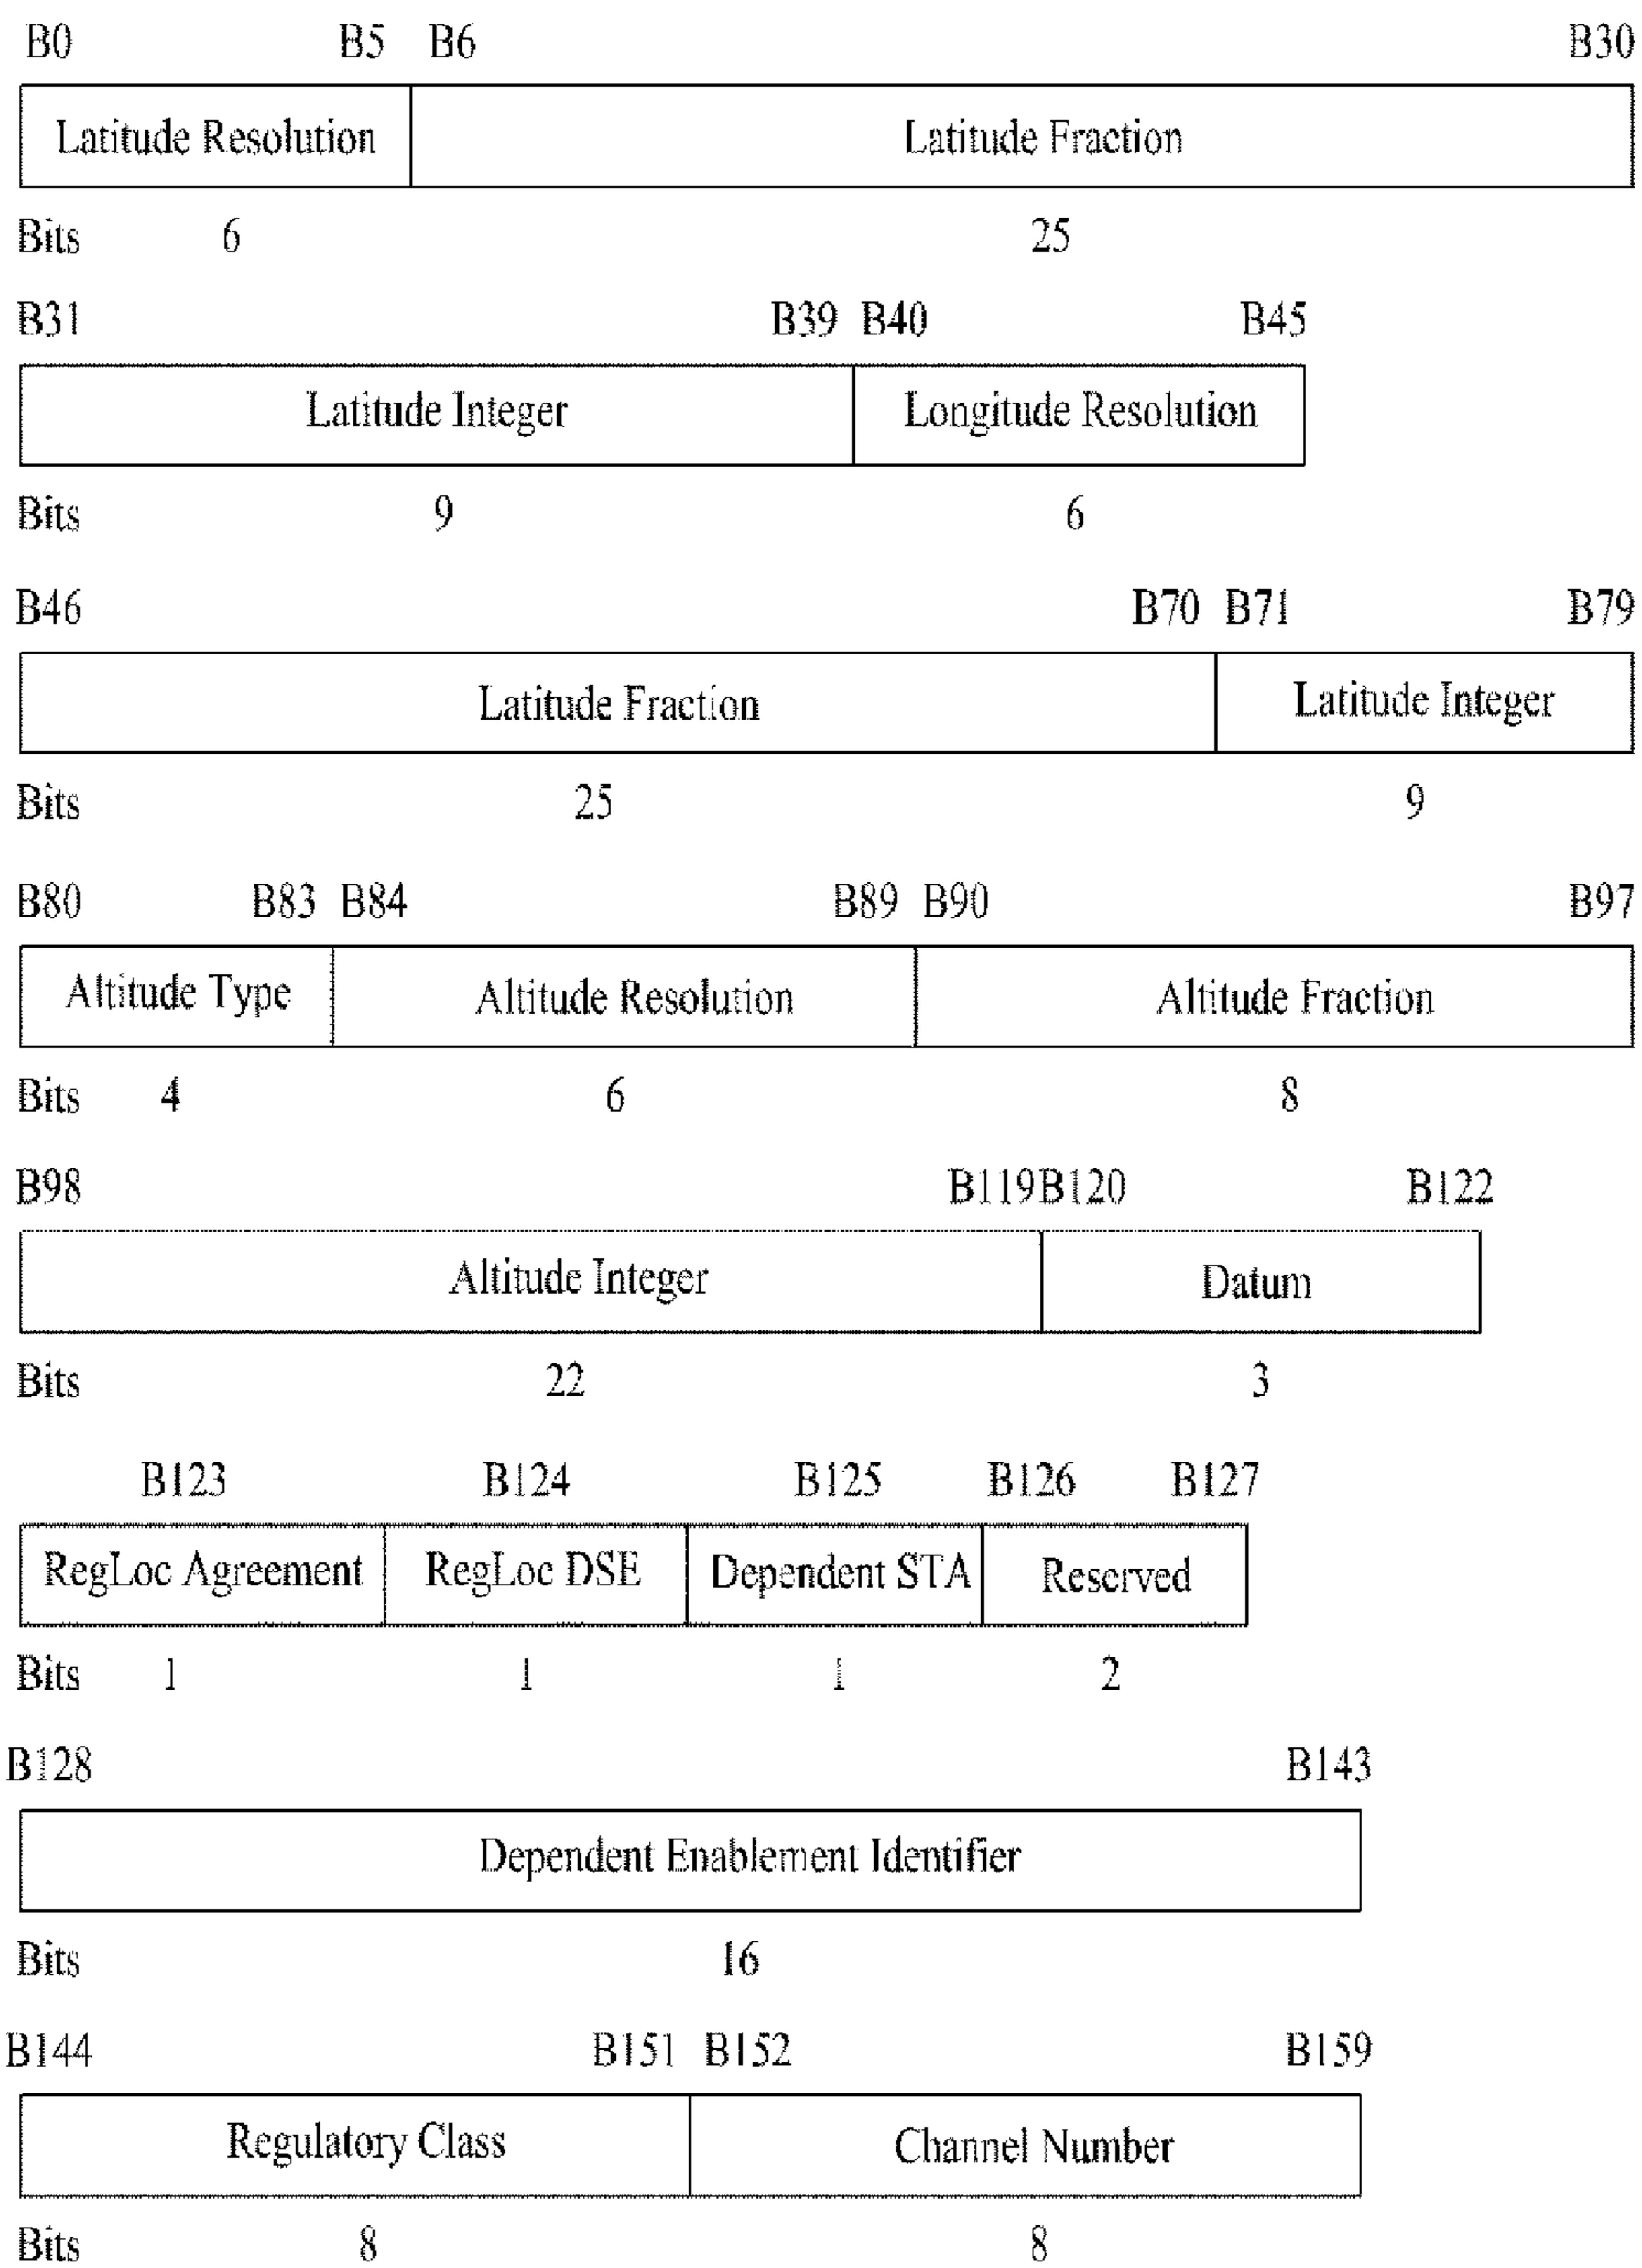 B0 B5 B6 B30
Latitude Resolution Latitude Fraction
Bits 6 25
B31 B39 B40 B45
Latitude Integer Longitude Resolution
Bits 9 6
B46 B70 B71 B79
Latitude Fraction Latitude Integer
Bits 25 9
B80 B83 B84 B89 B90 B97
Altitude Type Altitude Resolution Altitude Fraction
Bits 4 6 8
B98 B119 B120 B122
Altitude Integer Datum
Bits 22 3
B123 B124 B125 B126 B127
RegLoc Agreement RegLoc DSE Dependent STA Reserved
Bits 1 1 1 2
B128 B143
Dependent Enablement Identifier
Bits 16
B144 B151 B152 B159
Regulatory Class Channel Number
Bits 8 8